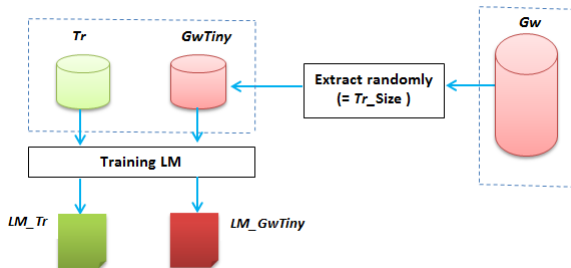 Tr
GwTiny
Gw
Extract randomly
(= Tr_Size )
Training LM
LM_Tr
LM_GwTiny